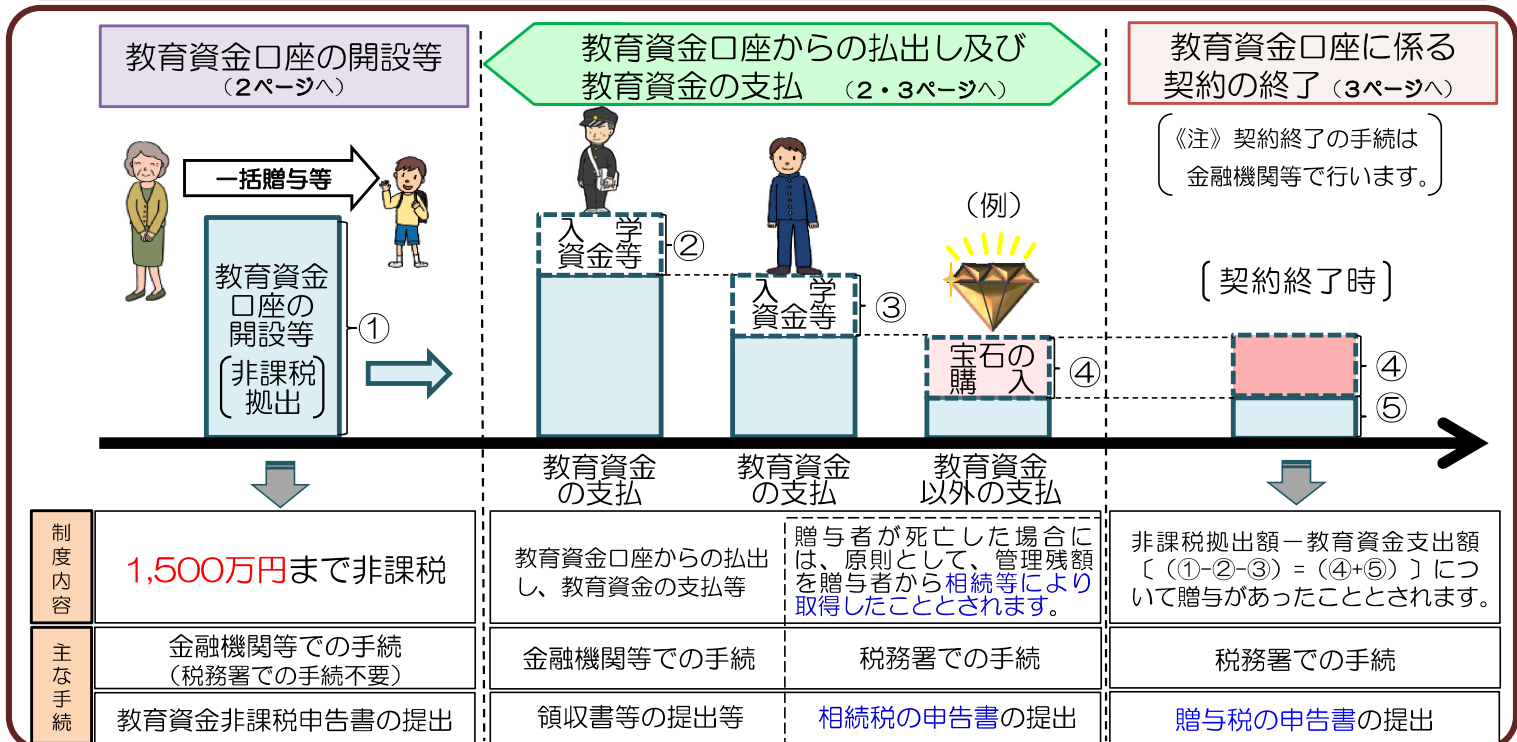 教育資金口座の開設等
（２ページへ）
教育資金口座からの払出し及び
教育資金の支払　（２・３ページへ）
教育資金口座に係る
契約の終了（３ページへ）
《注》契約終了の手続は
金融機関等で行います。
一括贈与等
教育資金
口座の
開設等
〔非課税
拠出〕
①
入　学
資金等
②
入　学
資金等
③
（例）
宝石の
購　入
④
〔契約終了時〕
④
⑤
教育資金
の支払
教育資金
の支払
教育資金
以外の支払
制度内容
1,500万円まで非課税
教育資金口座からの払出
し、教育資金の支払等
贈与者が死亡した場合に
は、原則として、管理残額
を贈与者から相続等により
取得したこととされます。
非課税拠出額－教育資金支出額
〔（①-②-③）=（④+⑤）〕につ
いて贈与があったこととされます。
主な手続
金融機関等での手続
（税務署での手続不要）
金融機関等での手続
税務署での手続
税務署での手続
教育資金非課税申告書の提出
領収書等の提出等
相続税の申告書の提出
贈与税の申告書の提出